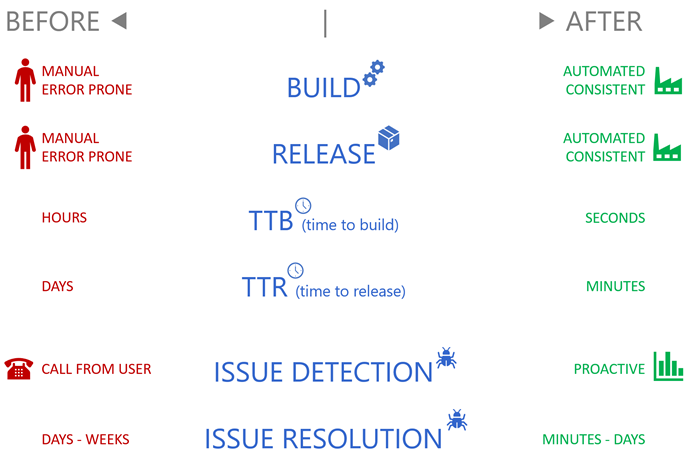 BEFORE
AFTER
MANUAL
ERROR PRONE
BUILD
AUTOMATED
CONSISTENT
MANUAL
ERROR PRONE
RELEASE
AUTOMATED
CONSISTENT
HOURS
TTB (time to build)
SECONDS
DAYS
TTR (time to release)
MINUTES
CALL FROM USER
ISSUE DETECTION
PROACTIVE
DAYS - WEEKS
ISSUE RESOLUTION
MINUTES - DAYS